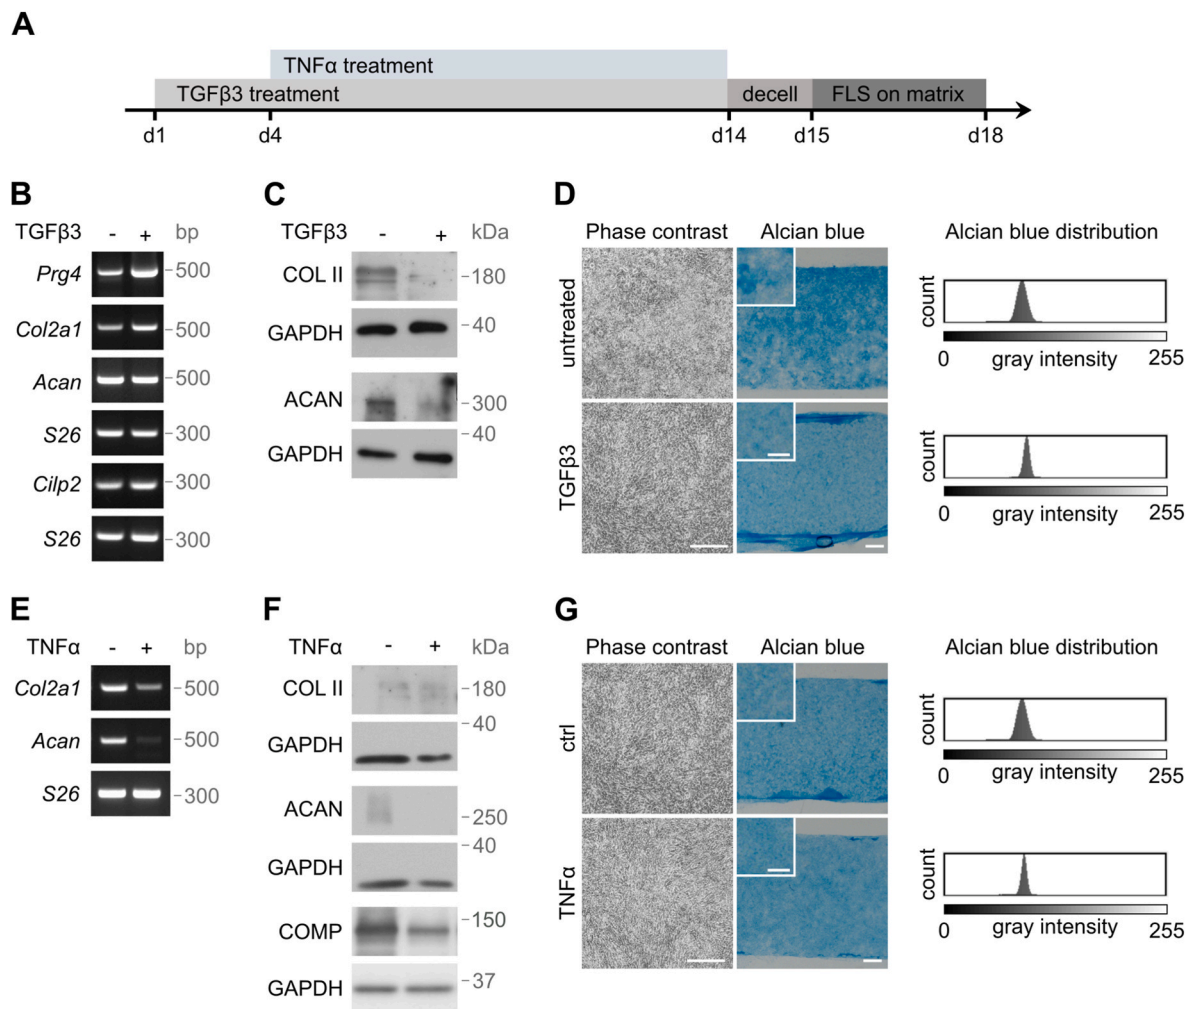 A
TNFα treatment
TGFβ3 treatment
decell
FLS on matrix
d1
d4
d14
d15
d18
B
TGFβ3 - + bp
Prg4 -500
Col2a1 -500
Acan -500
S26 -300
Cilp2 -300
S26 -300
C
TGFβ3 - + kDa
COL II -180
GAPDH -40
ACAN -300
-40
GAPDH
D
Phase contrast Alcian blue Alcian blue distribution
untreated
count
0 gray intensity 255
TGFβ3
count
0 gray intensity 255
E
TNFα - + bp
Col2a1 -500
Acan -500
S26 -300
F
TNFα - + kDa
COL II -180
-40
GAPDH
ACAN -250
-40
GAPDH
COMP -150
GAPDH -37
G
Phase contrast Alcian blue Alcian blue distribution
ctrl
count
0 gray intensity 255
TNFα
count
0 gray intensity 255